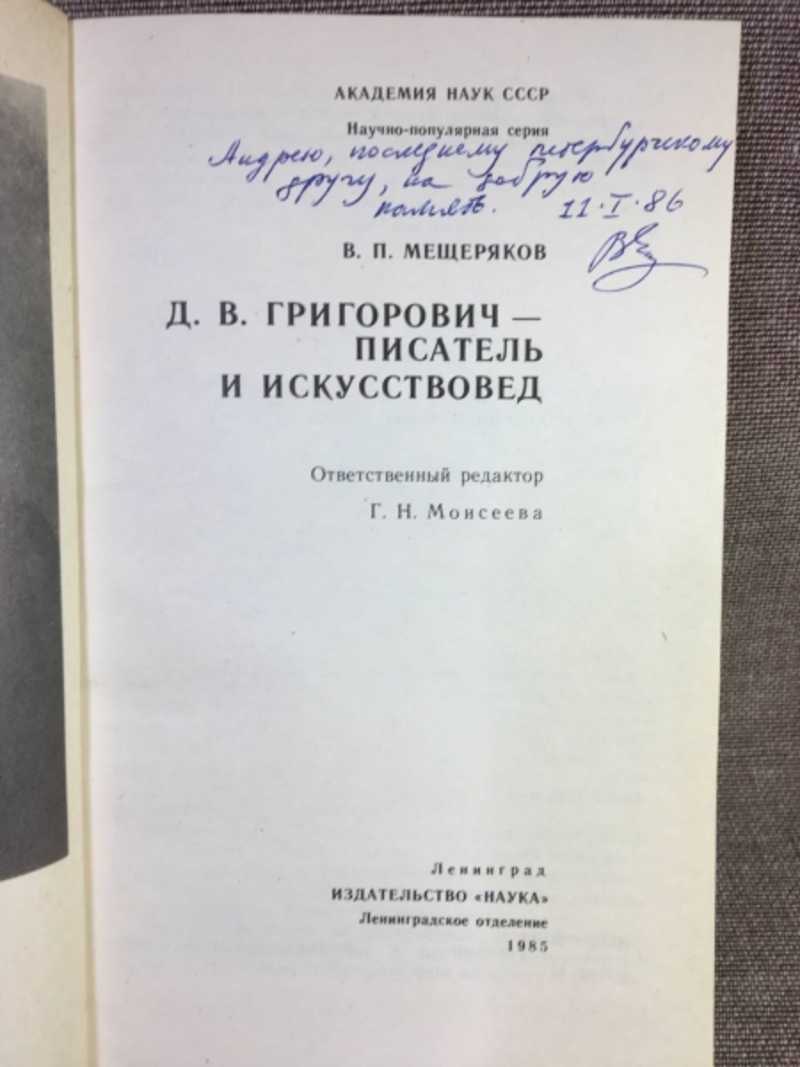 АКАДЕМИЯ НАУК СССР
Научно-популярная серия
Андрею, последнему петербургскому
другу, на добрую
память. 11·I·86
В. П. МЕЩЕРЯКОВ
Д. В. ГРИГОРОВИЧ —
ПИСАТЕЛЬ
И ИСКУССТВОВЕД
Ответственный редактор
Г. Н. Моисеева
Ленинград
ИЗДАТЕЛЬСТВО «НАУКА»
Ленинградское отделение
1985